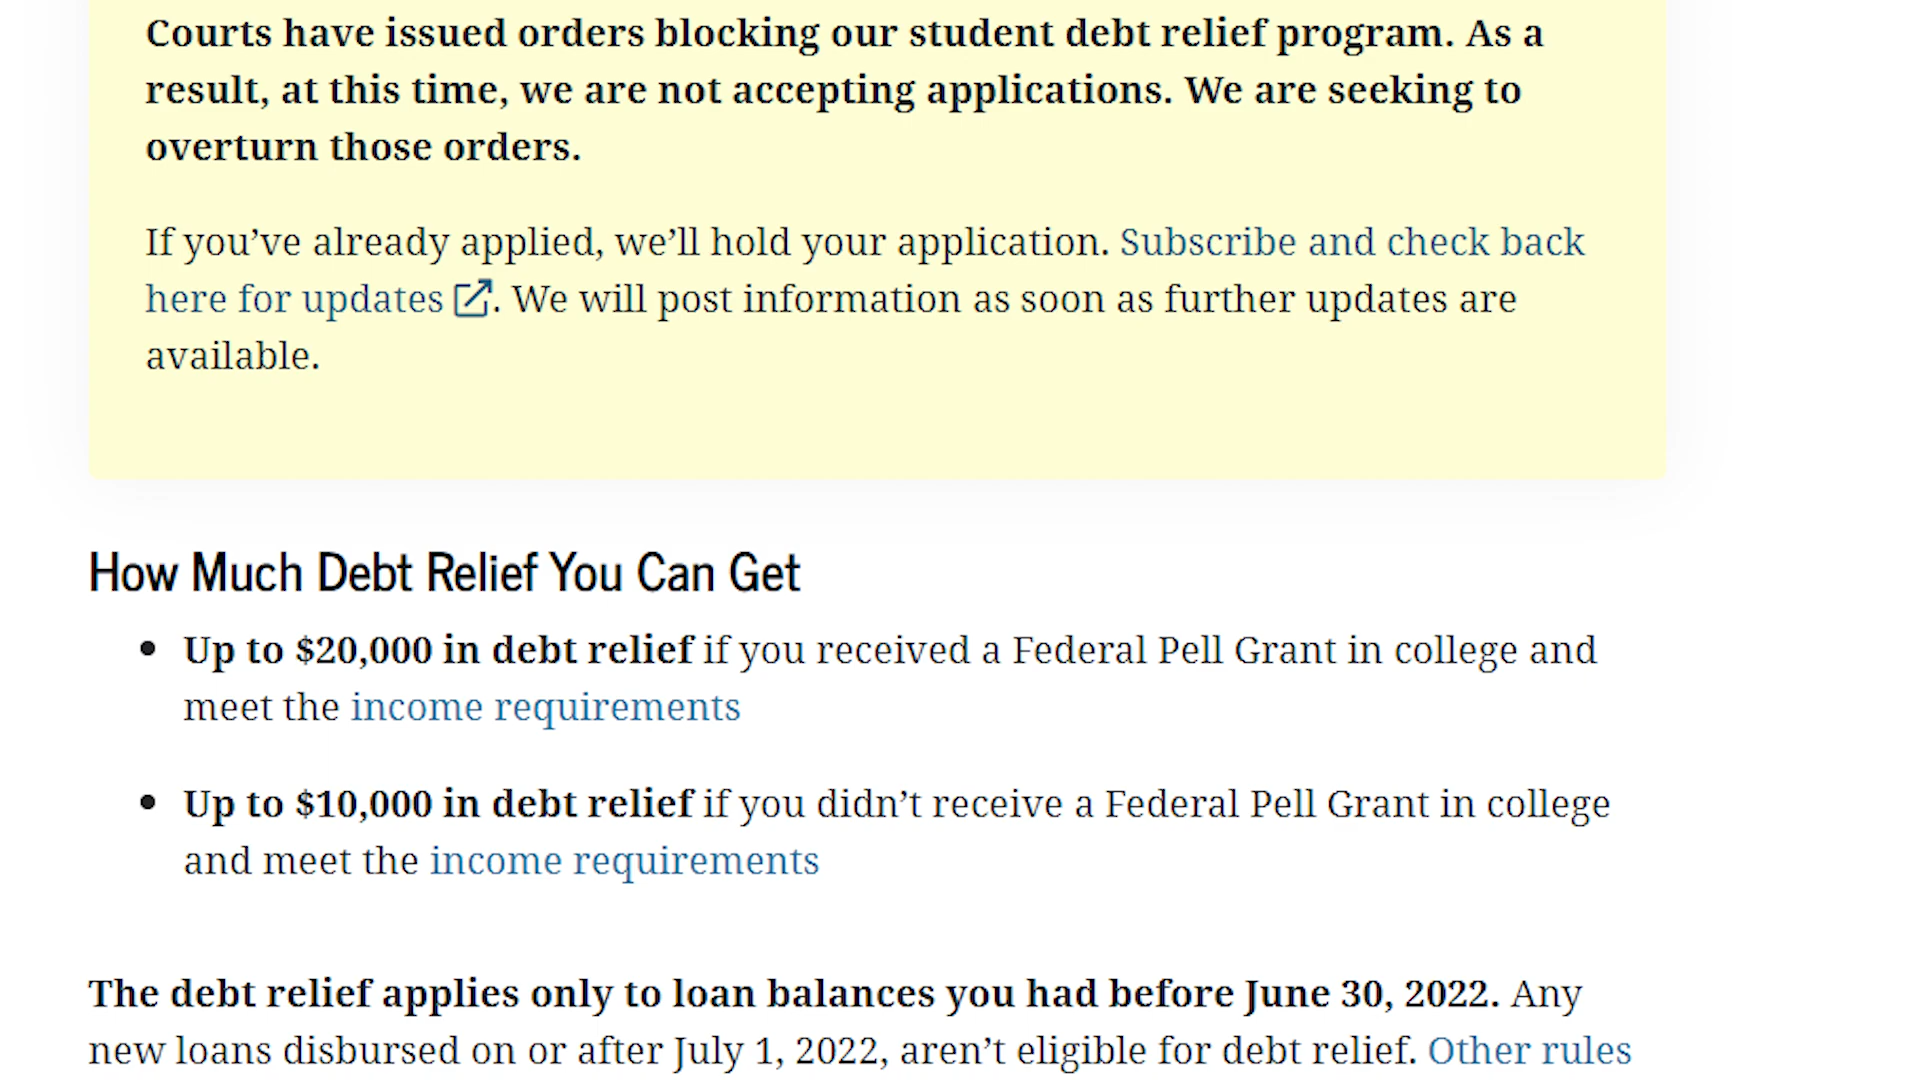 Courts have issued orders blocking our student debt relief program. As a
result, at this time, we are not accepting applications. We are seeking to
overturn those orders.
If you’ve already applied, we’ll hold your application. Subscribe and check back
here for updates. We will post information as soon as further updates are
available.
How Much Debt Relief You Can Get
• Up to $20,000 in debt relief if you received a Federal Pell Grant in college and
meet the income requirements
• Up to $10,000 in debt relief if you didn’t receive a Federal Pell Grant in college
and meet the income requirements
The debt relief applies only to loan balances you had before June 30, 2022. Any
new loans disbursed on or after July 1, 2022, aren’t eligible for debt relief. Other rules